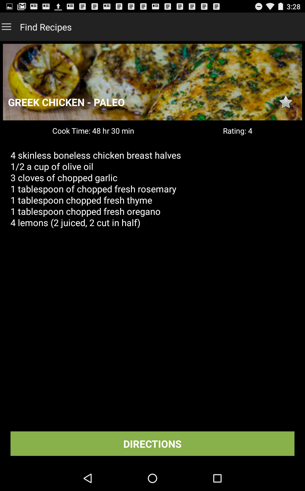 3:28
Find Recipes
GREEK CHICKEN - PALEO
Cook Time: 48 hr 30 min Rating: 4
4 skinless boneless chicken breast halves
1/2 a cup of olive oil
3 cloves of chopped garlic
1 tablespoon of chopped fresh rosemary
1 tablespoon chopped fresh thyme
1 tablespoon chopped fresh oregano
4 lemons (2 juiced, 2 cut in half)
DIRECTIONS